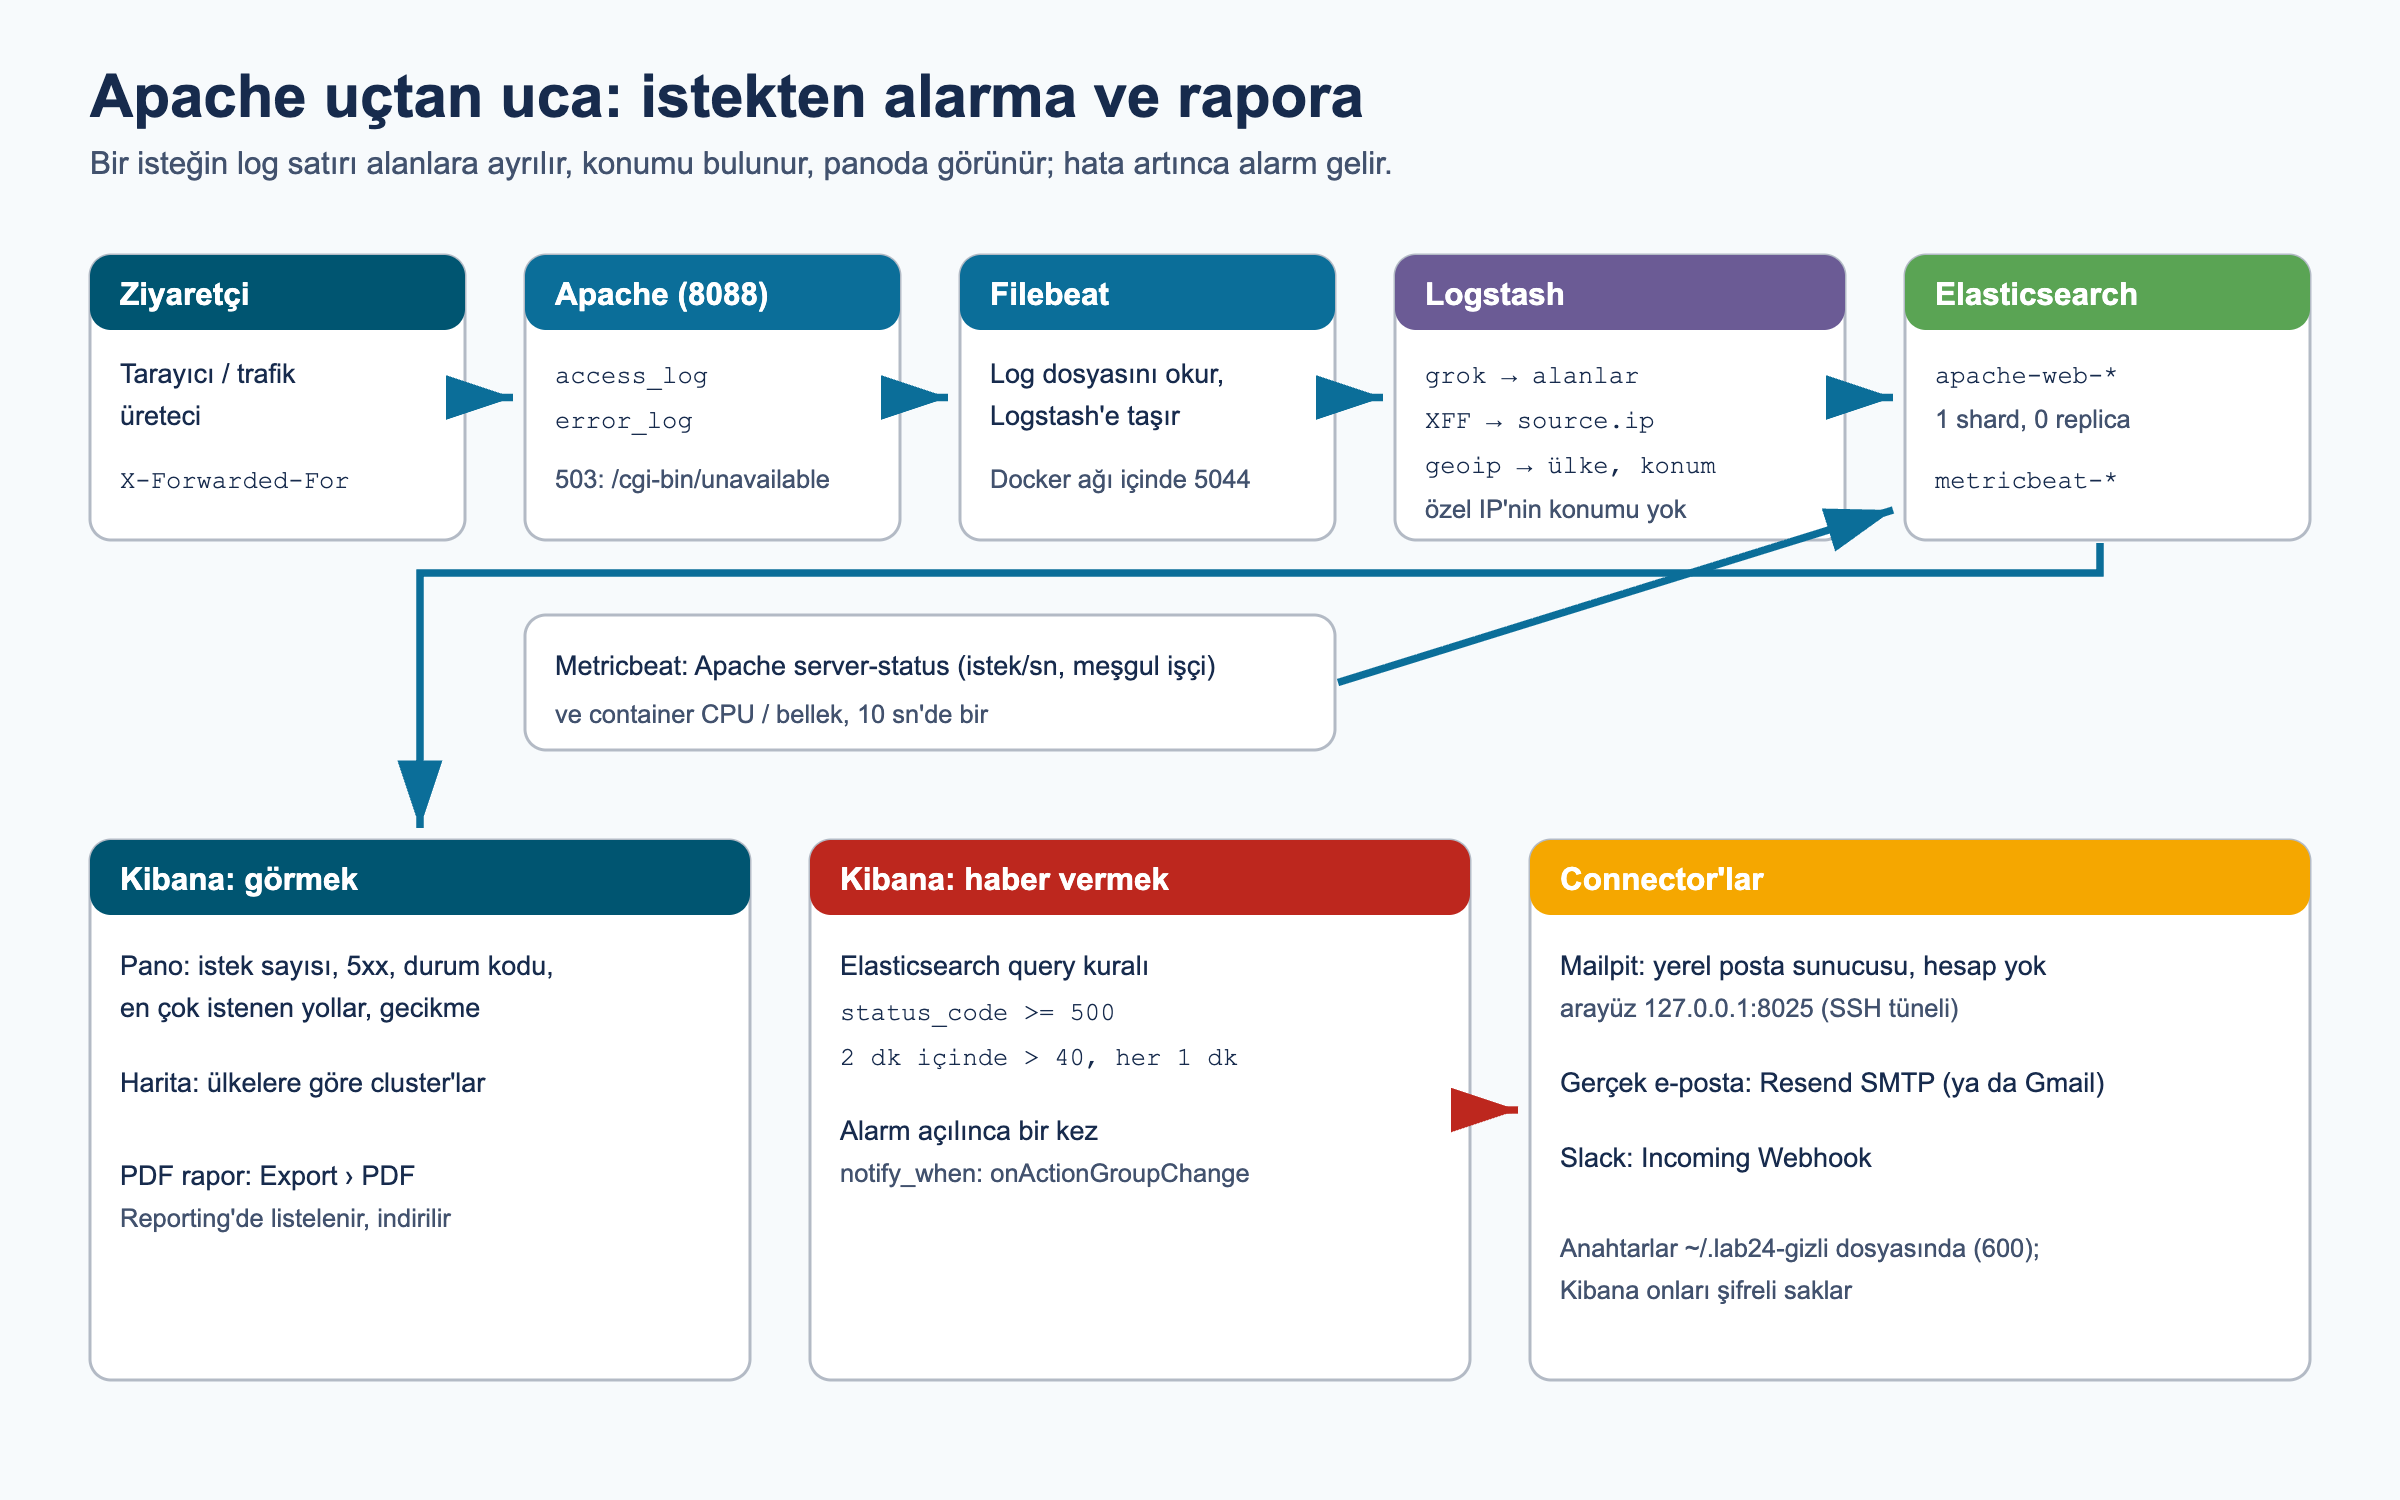 Apache uçtan uca: istekten alarma ve rapora
Bir isteğin log satırı alanlara ayrılır, konumu bulunur, panoda görünür; hata artınca alarm gelir.
Ziyaretçi
Tarayıcı / trafik
üreteci
X-Forwarded-For
Apache (8088)
access_log
error_log
503: /cgi-bin/unavailable
Filebeat
Log dosyasını okur,
Logstash'e taşır
Docker ağı içinde 5044
Logstash
grok → alanlar
XFF → source.ip
geoip → ülke, konum
özel IP'nin konumu yok
Elasticsearch
apache-web-*
1 shard, 0 replica
metricbeat-*
Metricbeat: Apache server-status (istek/sn, meşgul işçi)
ve container CPU / bellek, 10 sn'de bir
Kibana: görmek
Pano: istek sayısı, 5xx, durum kodu,
en çok istenen yollar, gecikme
Harita: ülkelere göre cluster'lar
PDF rapor: Export › PDF
Reporting'de listelenir, indirilir
Kibana: haber vermek
Elasticsearch query kuralı
status_code >= 500
2 dk içinde > 40, her 1 dk
Alarm açılınca bir kez
notify_when: onActionGroupChange
Connector'lar
Mailpit: yerel posta sunucusu, hesap yok
arayüz 127.0.0.1:8025 (SSH tüneli)
Gerçek e-posta: Resend SMTP (ya da Gmail)
Slack: Incoming Webhook
Anahtarlar ~/.lab24-gizli dosyasında (600);
Kibana onları şifreli saklar